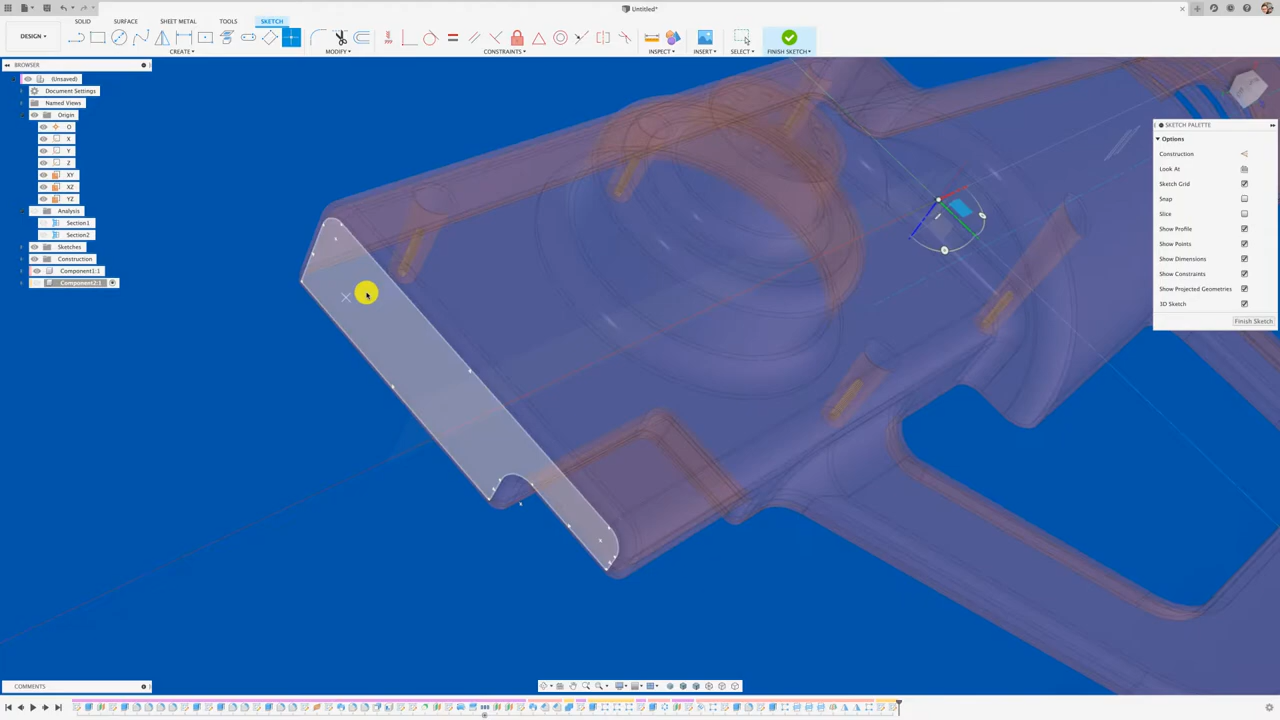 Untitled*
SOLID SURFACE SHEET METAL TOOLS SKETCH
DESIGN
CREATE MODIFY CONSTRAINTS INSPECT INSERT SELECT FINISH SKETCH
BROWSER
(Unsaved)
Document Settings
Named Views
Origin
O
X
Y
Z
XY
XZ
YZ
Analysis
Section1
Section2
Sketches
Construction
Component1:1
Component2:1
SKETCH PALETTE
Options
Construction
Look At
Sketch Grid
Snap
Slice
Show Profile
Show Points
Show Dimensions
Show Constraints
Show Projected Geometries
3D Sketch
Finish Sketch
COMMENTS